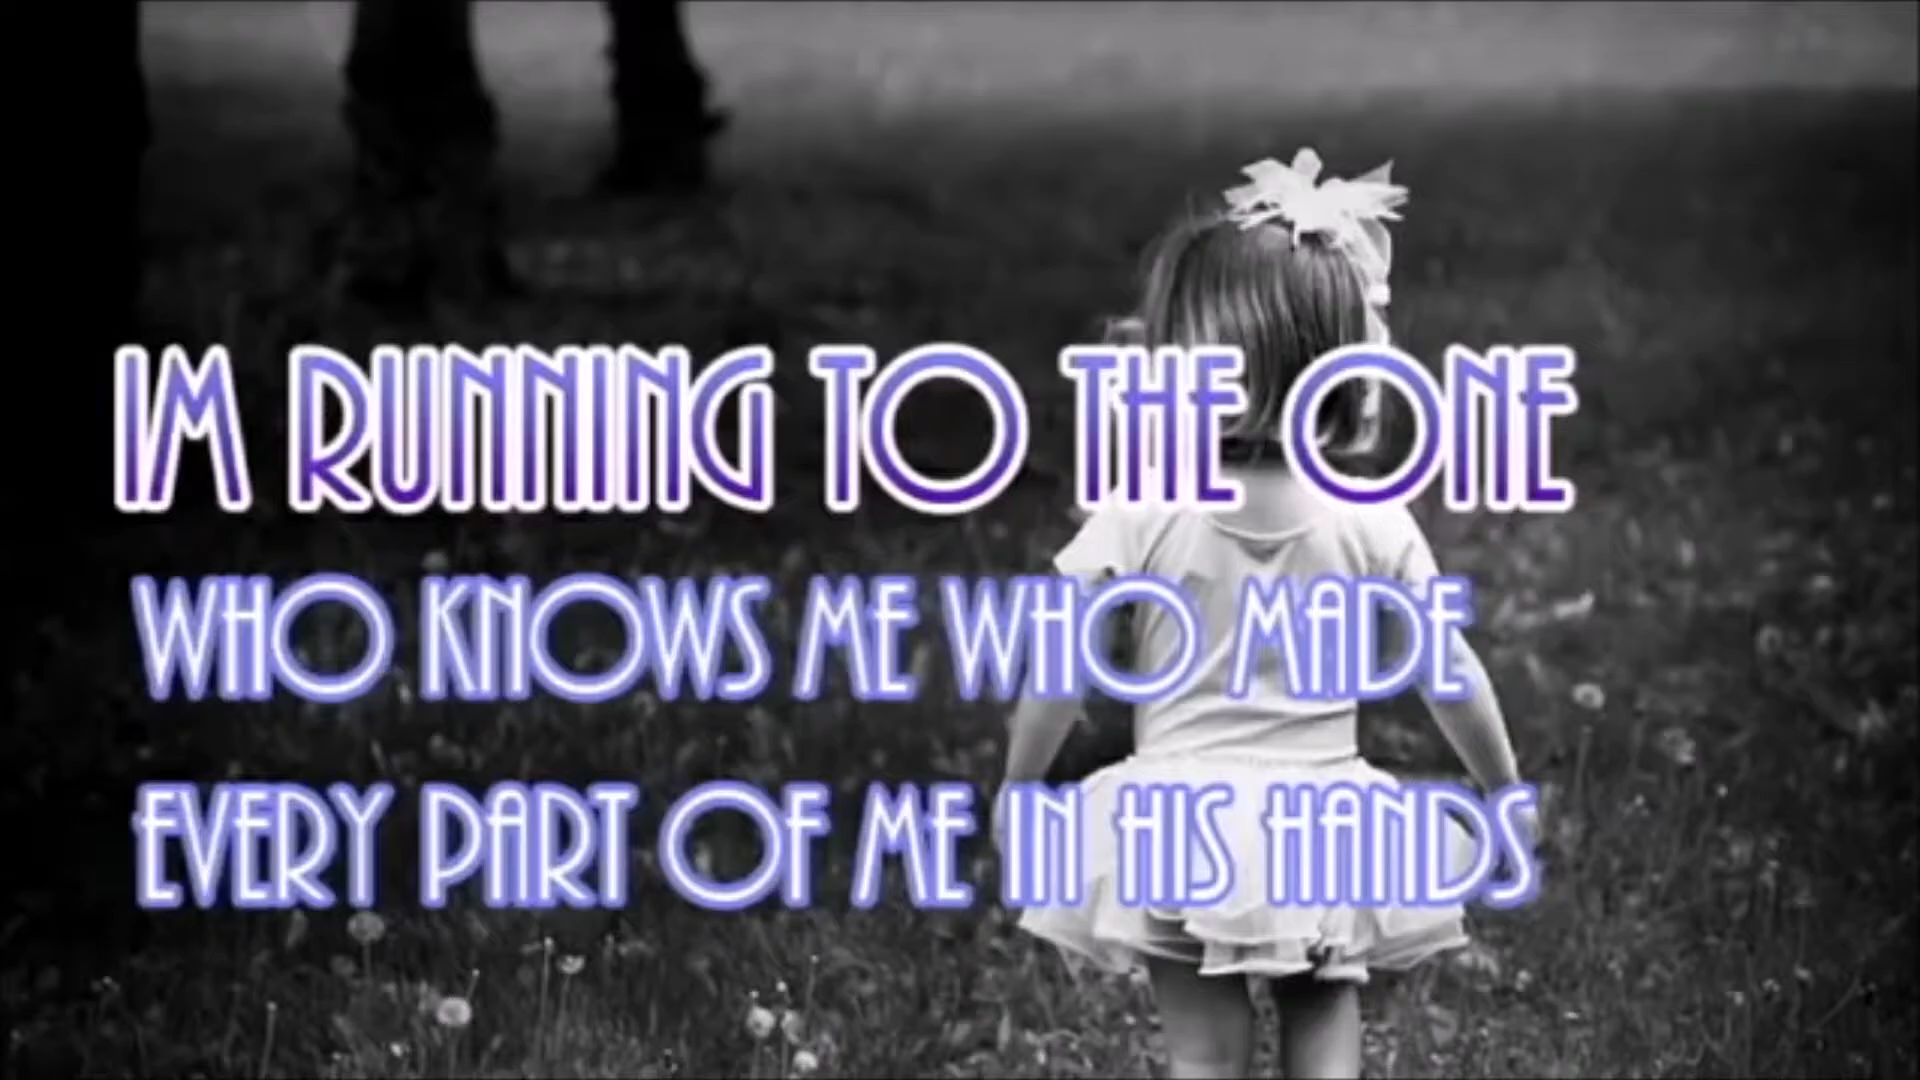 IM RUNNING TO THE ONE
WHO KNOWS ME WHO MADE
EVERY PART OF ME IN HIS HANDS